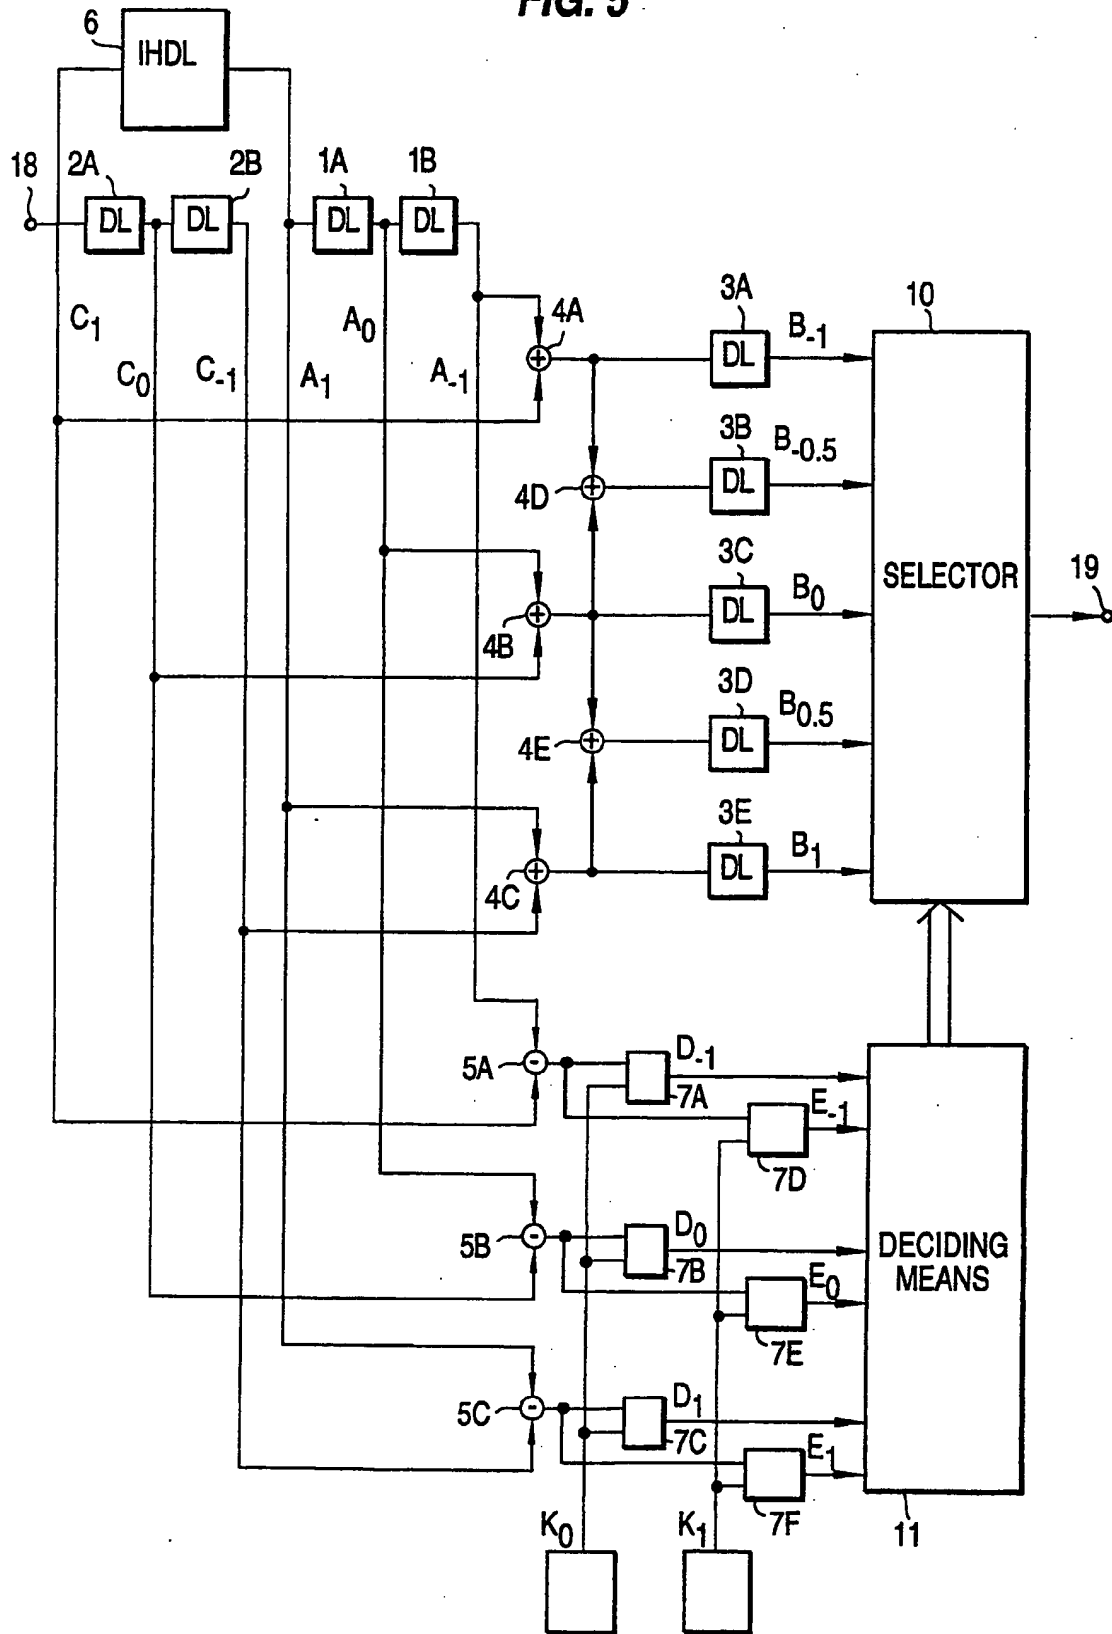 FIG. 5
6
IHDL
18
2A
2B
1A
1B
DL
DL
DL
DL
C1
C0
C-1
A1
A0
A-1
4A
3A
DL
B-1
10
3B
DL
B-0.5
4D
3C
DL
B0
SELECTOR
19
4B
3D
DL
B0.5
4E
3E
DL
B1
4C
5A
D-1
7A
E-1
7D
5B
D0
7B
E0
7E
DECIDING
MEANS
5C
D1
7C
E1
7F
11
K0
K1